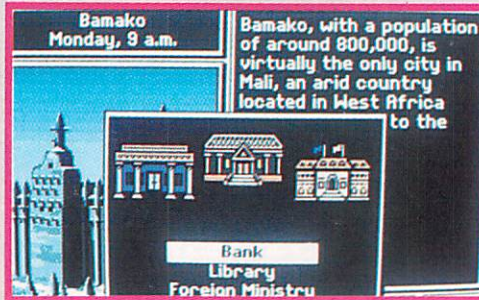 Bamako
Monday, 9 a.m.
Bamako, with a population
of around 800,000, is
virtually the only city in
Mali, an arid country
located in West Africa
to the
Bank
Library
Foreign Ministry